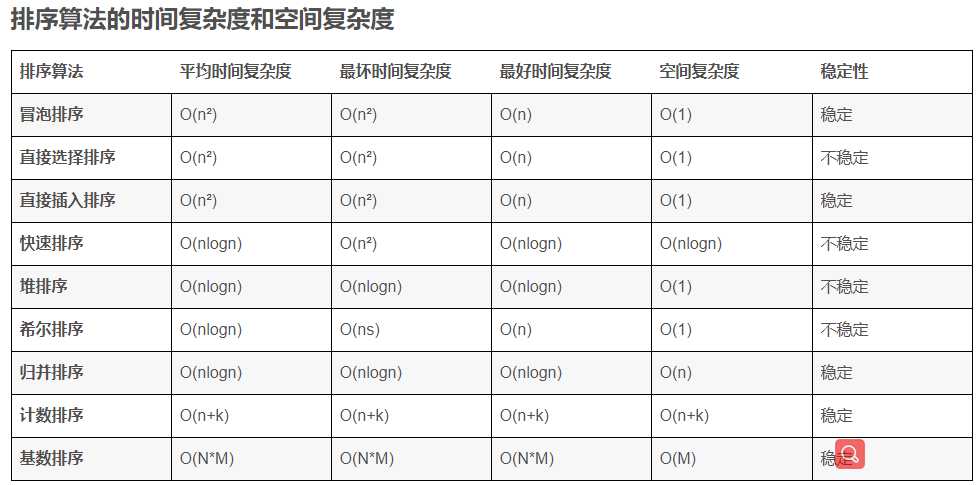 排序算法的时间复杂度和空间复杂度
排序算法 平均时间复杂度 最坏时间复杂度 最好时间复杂度 空间复杂度 稳定性
冒泡排序 O(n²) O(n²) O(n) O(1) 稳定
直接选择排序 O(n²) O(n²) O(n) O(1) 不稳定
直接插入排序 O(n²) O(n²) O(n) O(1) 稳定
快速排序 O(nlogn) O(n²) O(nlogn) O(nlogn) 不稳定
堆排序 O(nlogn) O(nlogn) O(nlogn) O(1) 不稳定
希尔排序 O(nlogn) O(ns) O(n) O(1) 不稳定
归并排序 O(nlogn) O(nlogn) O(nlogn) O(n) 稳定
计数排序 O(n+k) O(n+k) O(n+k) O(n+k) 稳定
基数排序 O(N*M) O(N*M) O(N*M) O(M) 稳定